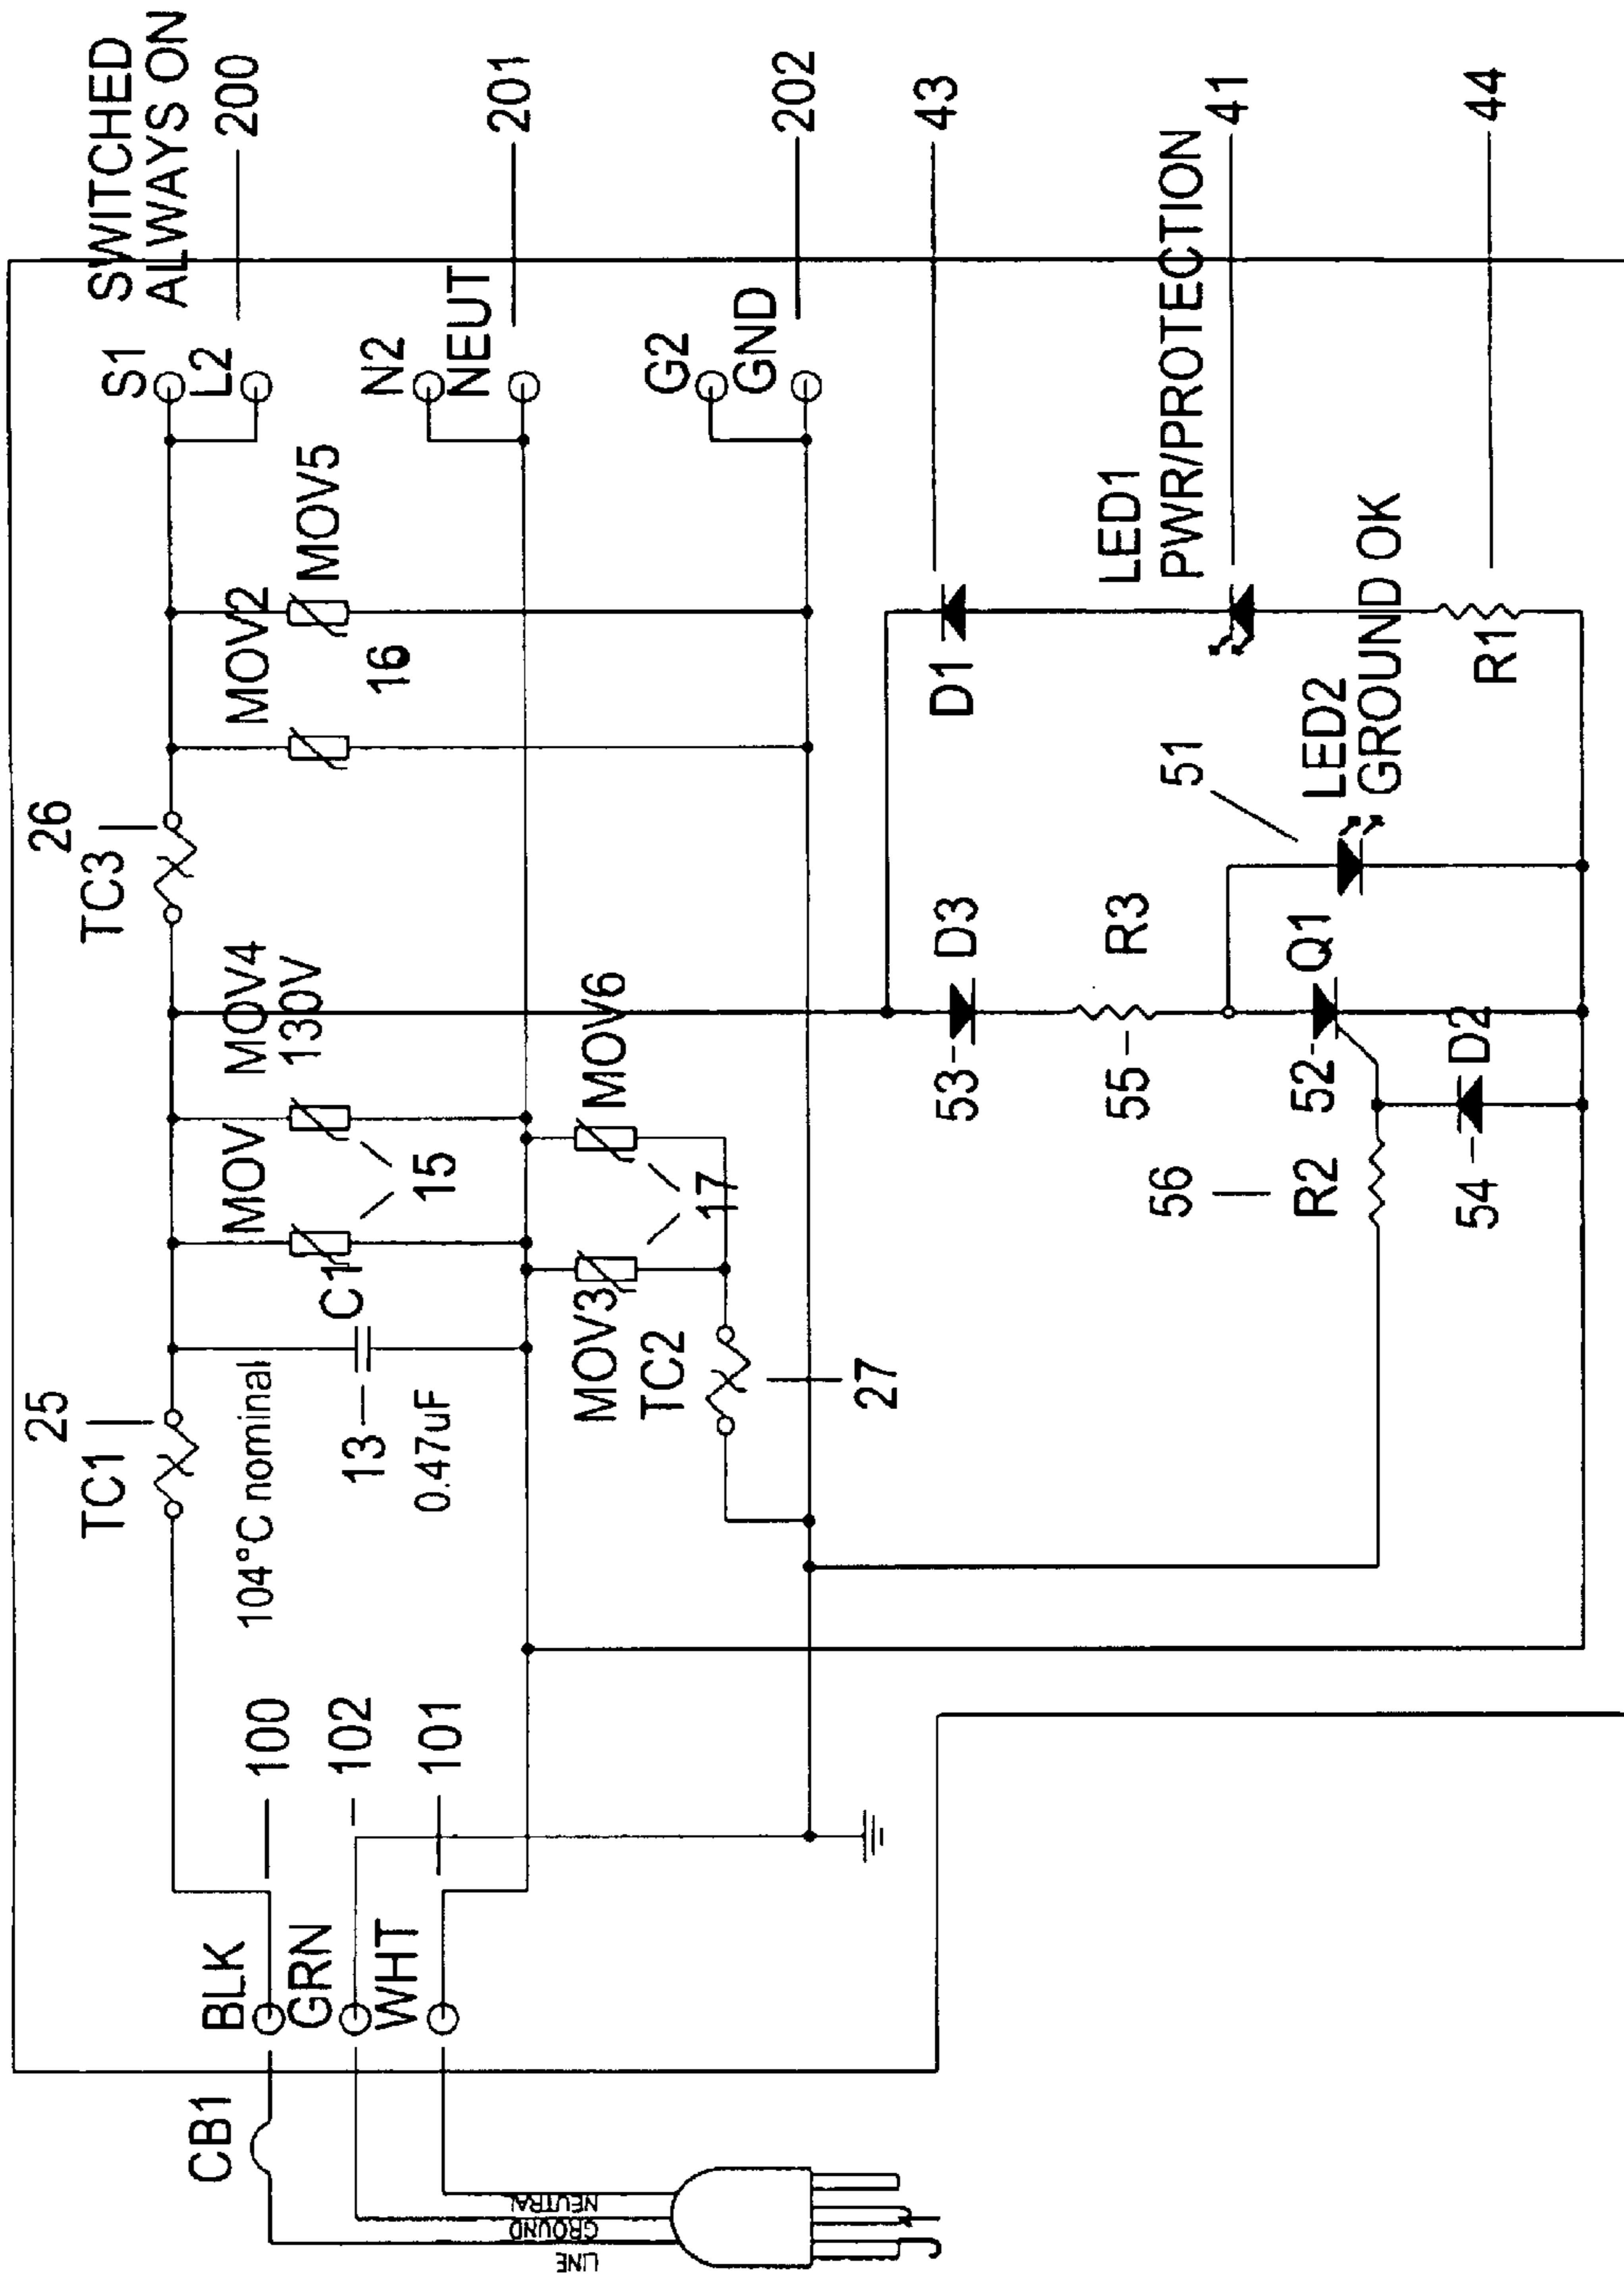 SWITCHED
ALWAYS ON
200
201
202
43
41
44
S1
L2
N2
NEUT
G2
GND
LED1
PWR/PROTECTION
MOV5
MOV2
16
D1
R1
51
LED2
GROUND OK
26
TC3
MOV4
130V
MOV6
53
D3
55
R3
52
Q1
MOV
15
17
56
R2
54
D2
C1
25
TC1
104°C nominal
13
0.47uF
MOV3
TC2
27
100
102
101
BLK
GRN
WHT
CB1
LINE
GROUND
NEUTRAL